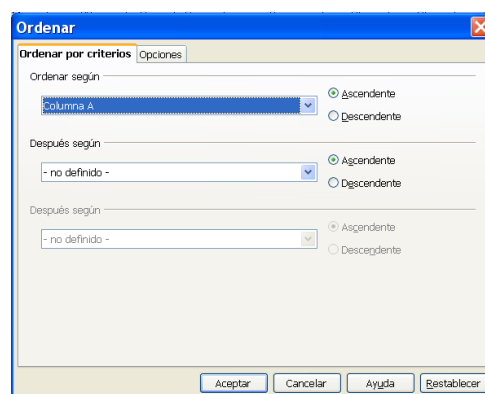 Ordenar
Ordenar por criterios Opciones
Ordenar según
Columna A
Ascendente
Descendente
Después según
- no definido -
Ascendente
Descendente
Después según
- no definido -
Ascendente
Descendente
Aceptar Cancelar Ayuda Restablecer